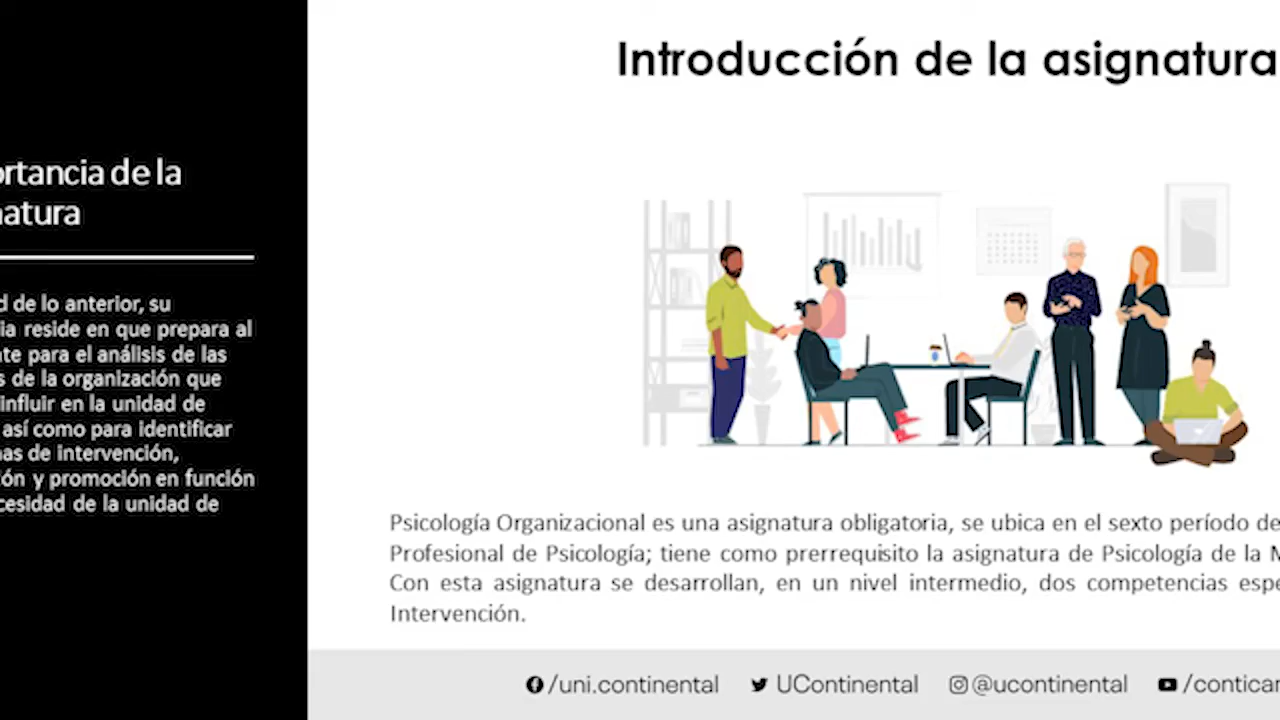 Introducción de la asignatura
ortancia de la
natura
d de lo anterior, su
ia reside en que prepara al
te para el análisis de las
s de la organización que
influir en la unidad de
así como para identificar
as de intervención,
ón y promoción en función
cesidad de la unidad de
Psicología Organizacional es una asignatura obligatoria, se ubica en el sexto período de
Profesional de Psicología; tiene como prerrequisito la asignatura de Psicología de la M
Con esta asignatura se desarrollan, en un nivel intermedio, dos competencias espe
Intervención.
/uni.continental UContinental @ucontinental /contican